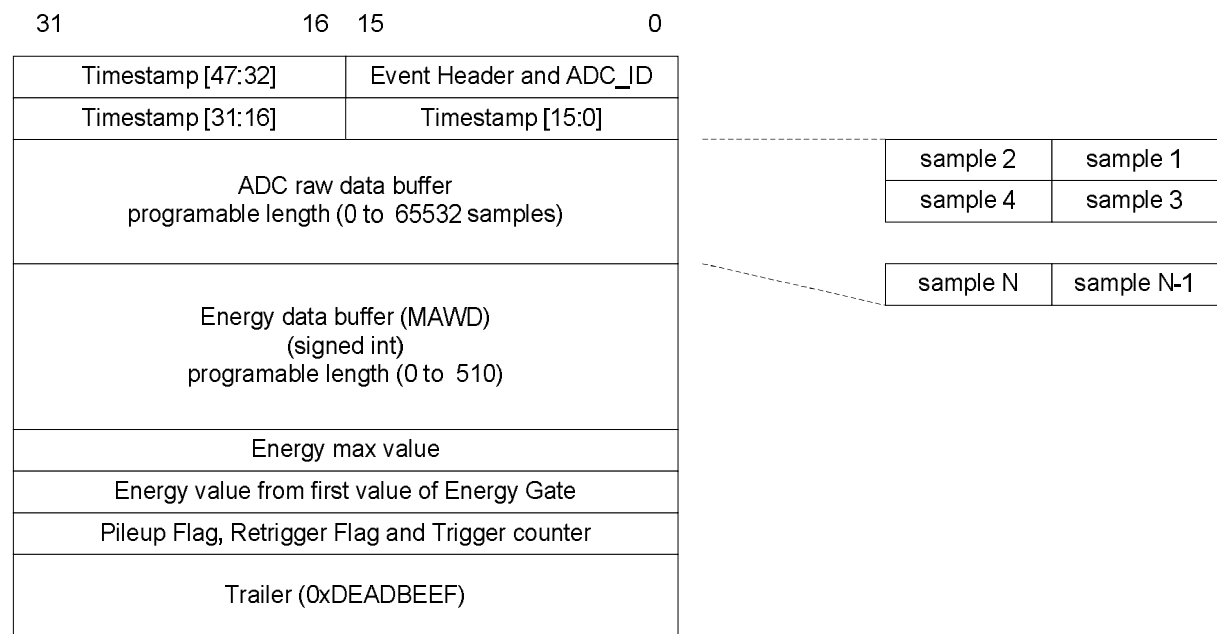 31 16 15 0
Timestamp [47:32] Event Header and ADC_ID
Timestamp [31:16] Timestamp [15:0]
ADC raw data buffer
programable length (0 to 65532 samples)
sample 2 sample 1
sample 4 sample 3
sample N sample N-1
Energy data buffer (MAWD)
(signed int)
programable length (0 to 510)
Energy max value
Energy value from first value of Energy Gate
Pileup Flag, Retrigger Flag and Trigger counter
Trailer (0xDEADBEEF)